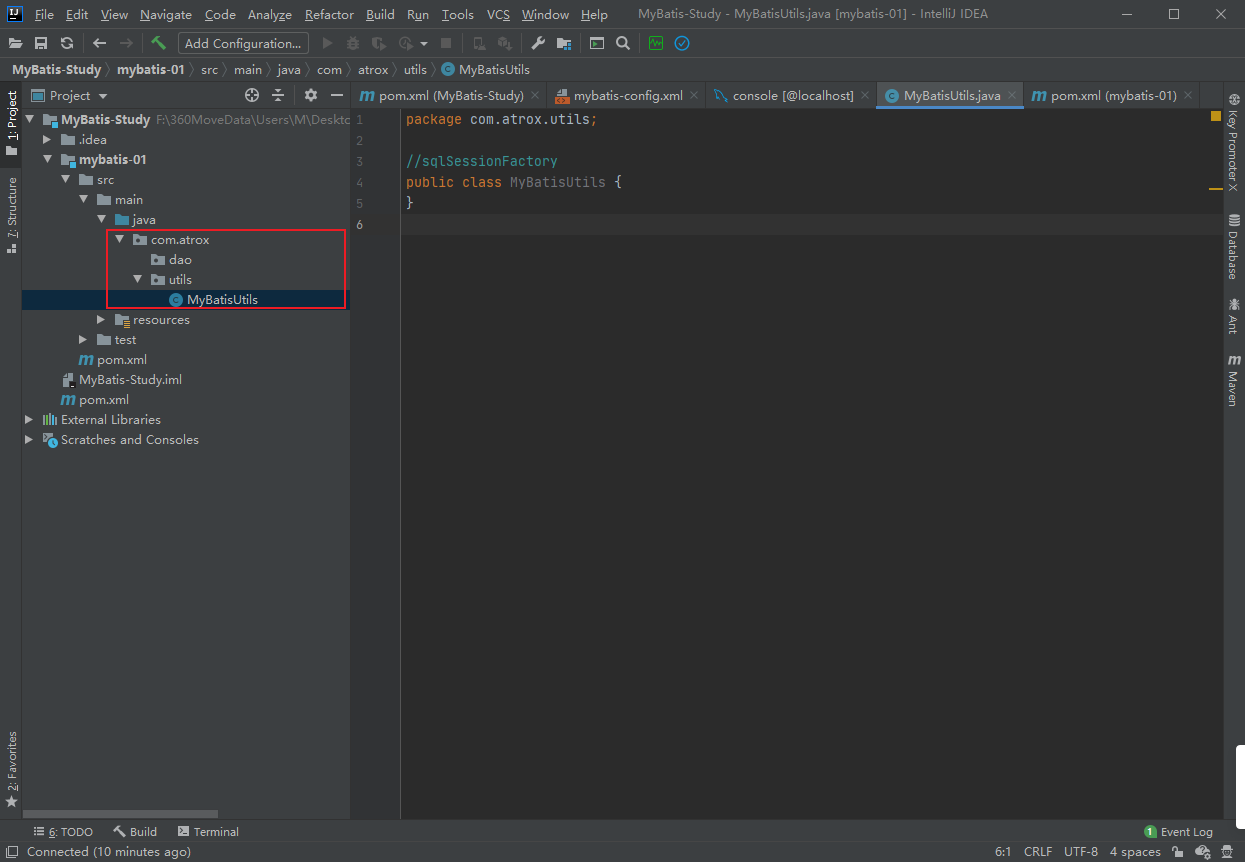 File Edit View Navigate Code Analyze Refactor Build Run Tools VCS Window Help MyBatis-Study - MyBatisUtils.java [mybatis-01] - IntelliJ IDEA
Add Configuration...
MyBatis-Study mybatis-01 src main java com atrox utils MyBatisUtils
1: Project
7: Structure
2: Favorites
Project
MyBatis-Study F:\360MoveData\Users\M\Deskto
.idea
mybatis-01
src
main
java
com.atrox
dao
utils
MyBatisUtils
resources
test
pom.xml
MyBatis-Study.iml
pom.xml
External Libraries
Scratches and Consoles
pom.xml (MyBatis-Study) mybatis-config.xml console [@localhost] MyBatisUtils.java pom.xml (mybatis-01)
1 package com.atrox.utils;
2
3 //sqlSessionFactory
4 public class MyBatisUtils {
5 }
6
Key Promoter X
Database
Ant
Maven
6: TODO Build Terminal 1 Event Log
Connected (10 minutes ago) 6:1 CRLF UTF-8 4 spaces